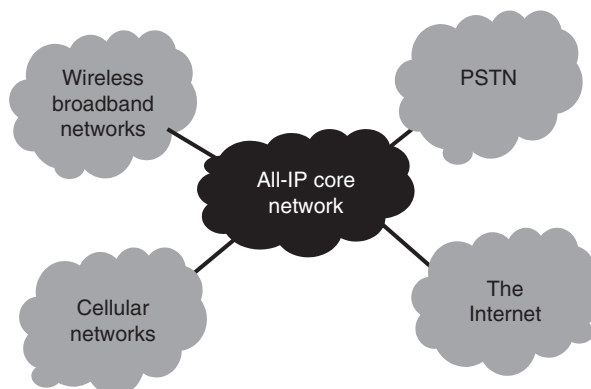 Wireless
broadband
networks
PSTN
All-IP core
network
Cellular
networks
The
Internet